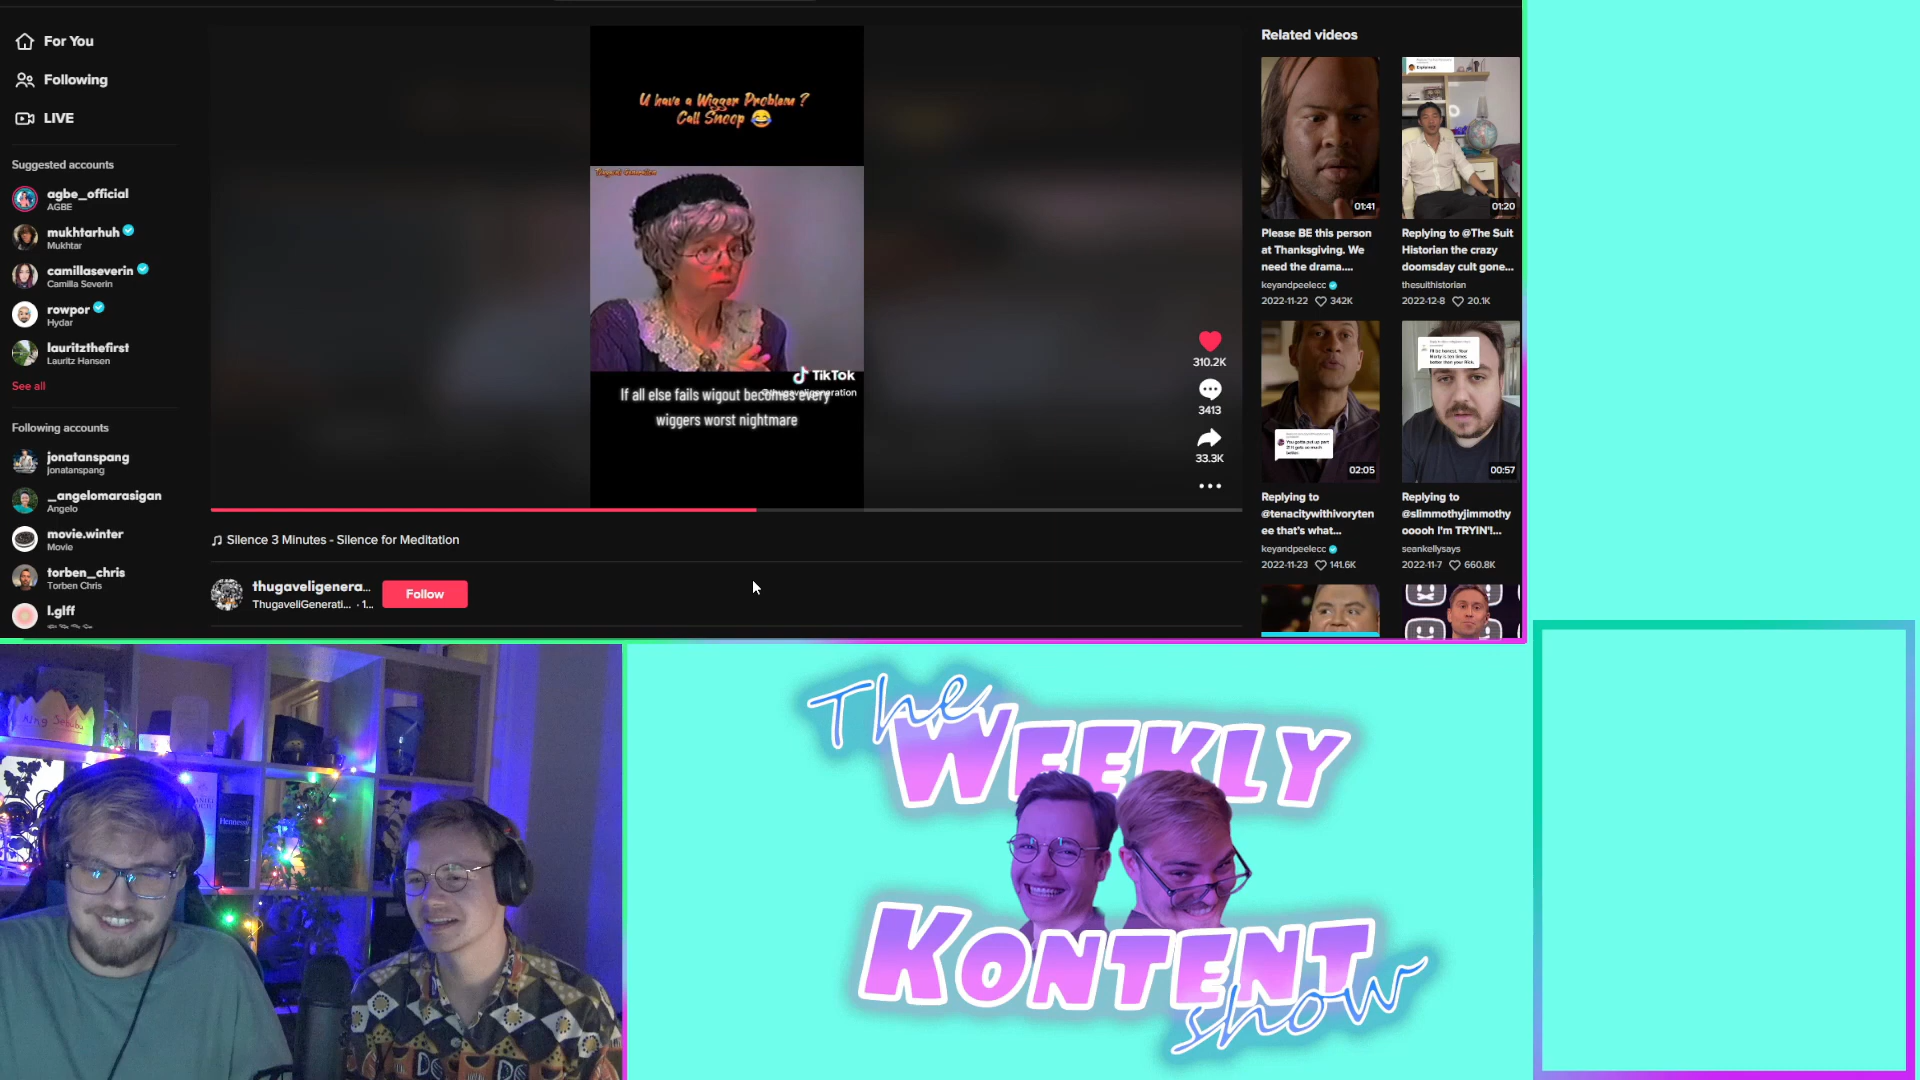 For You
Following
LIVE
Suggested accounts
agbe_official
AGBE
mukhtarhuh
Mukhtar
camillaseverin
Camilla Severin
rowpor
Hydar
lauritzthefirst
Lauritz Hansen
See all
Following accounts
jonatanspang
jonatanspang
_angelomarasigan
Angelo
movie.winter
Movie
torben_chris
Torben Chris
l.glff
U have a Wigger Problem ?
Call Snoop 😂
TikTok
If all else fails wigout becomes every
wiggers worst nightmare
310.2K
3413
33.3K
Silence 3 Minutes - Silence for Meditation
thugaveligenera...
ThugaveliGenerati... · 1...
Follow
Related videos
01:41
Please BE this person
at Thanksgiving. We
need the drama....
keyandpeelecc
2022-11-22 342K
01:20
Replying to @The Suit
Historian the crazy
doomsday cult gone...
thesuithistorian
2022-12-8 20.1K
02:05
Replying to
@tenacitywithivoryten
ee that's what...
keyandpeelecc
2022-11-23 141.6K
00:57
Replying to
@slimmothyjimmothy
ooooh I'm TRYIN'!...
seankellysays
2022-11-7 660.8K
Hennessy
The
WEEKLY
KONTENT
show